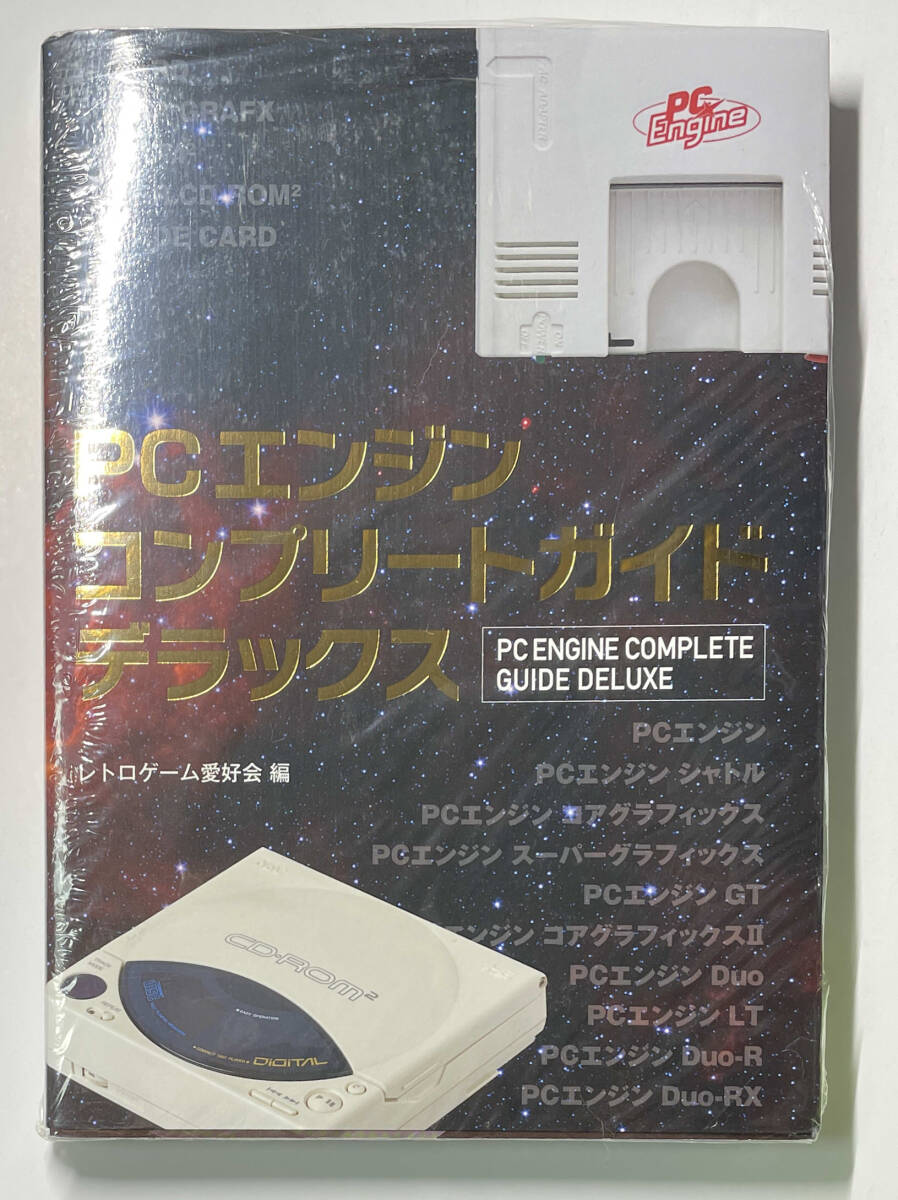 GRAFX
CD-ROM²
CARD
PC
Engine
AC ADAPTER
PCエンジン
コンプリートガイド
デラックス
PC ENGINE COMPLETE
GUIDE DELUXE
レトロゲーム愛好会 編
PCエンジン
PCエンジン シャトル
PCエンジン コアグラフィックス
PCエンジン スーパーグラフィックス
PCエンジン GT
エンジン コアグラフィックスII
PCエンジン Duo
PCエンジン LT
PCエンジン Duo-R
PCエンジン Duo-RX
CD-ROM²
DIGITAL